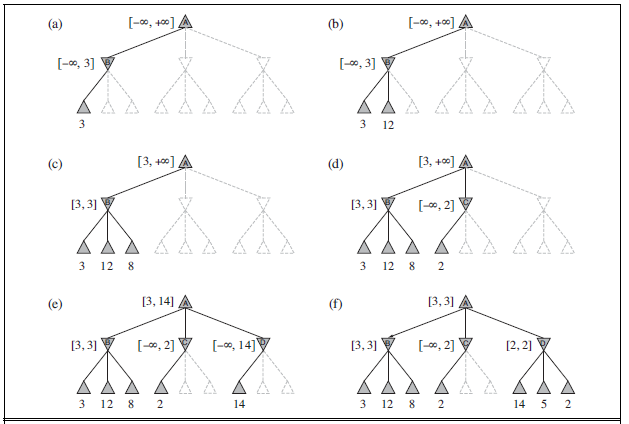 (a) [−∞, +∞] A
[−∞, 3] B
3
(b) [−∞, +∞] A
[−∞, 3] B
3 12
(c) [3, +∞] A
[3, 3] B
3 12 8
(d) [3, +∞] A
[3, 3] B [−∞, 2] C
3 12 8 2
(e) [3, 14] A
[3, 3] B [−∞, 2] C [−∞, 14] D
3 12 8 2 14
(f) [3, 3] A
[3, 3] B [−∞, 2] C [2, 2] D
3 12 8 2 14 5 2